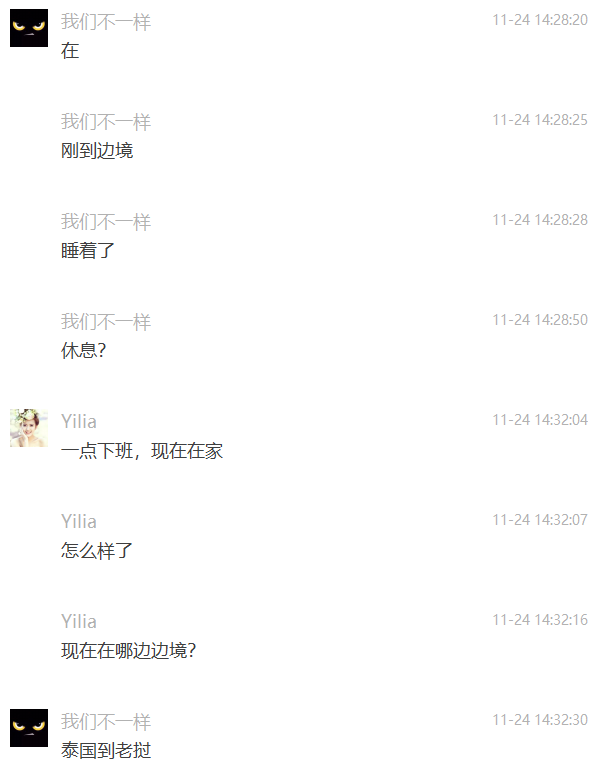 我们不一样 11-24 14:28:20
在
我们不一样 11-24 14:28:25
刚到边境
我们不一样 11-24 14:28:28
睡着了
我们不一样 11-24 14:28:50
休息?
Yilia 11-24 14:32:04
一点下班，现在在家
Yilia 11-24 14:32:07
怎么样了
Yilia 11-24 14:32:16
现在在哪边边境?
我们不一样 11-24 14:32:30
泰国到老挝